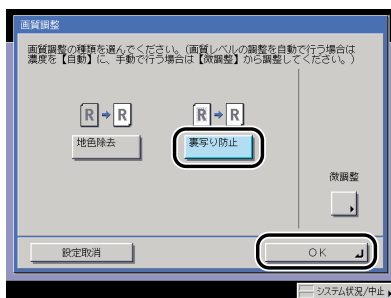 画質調整
画質調整の種類を選んでください。(画質レベルの調整を自動で行う場合は
濃度を【自動】に、手動で行う場合は【微調整】から調整してください。)
R R R R
地色除去 裏写り防止
微調整
設定取消 OK
システム状況/中止